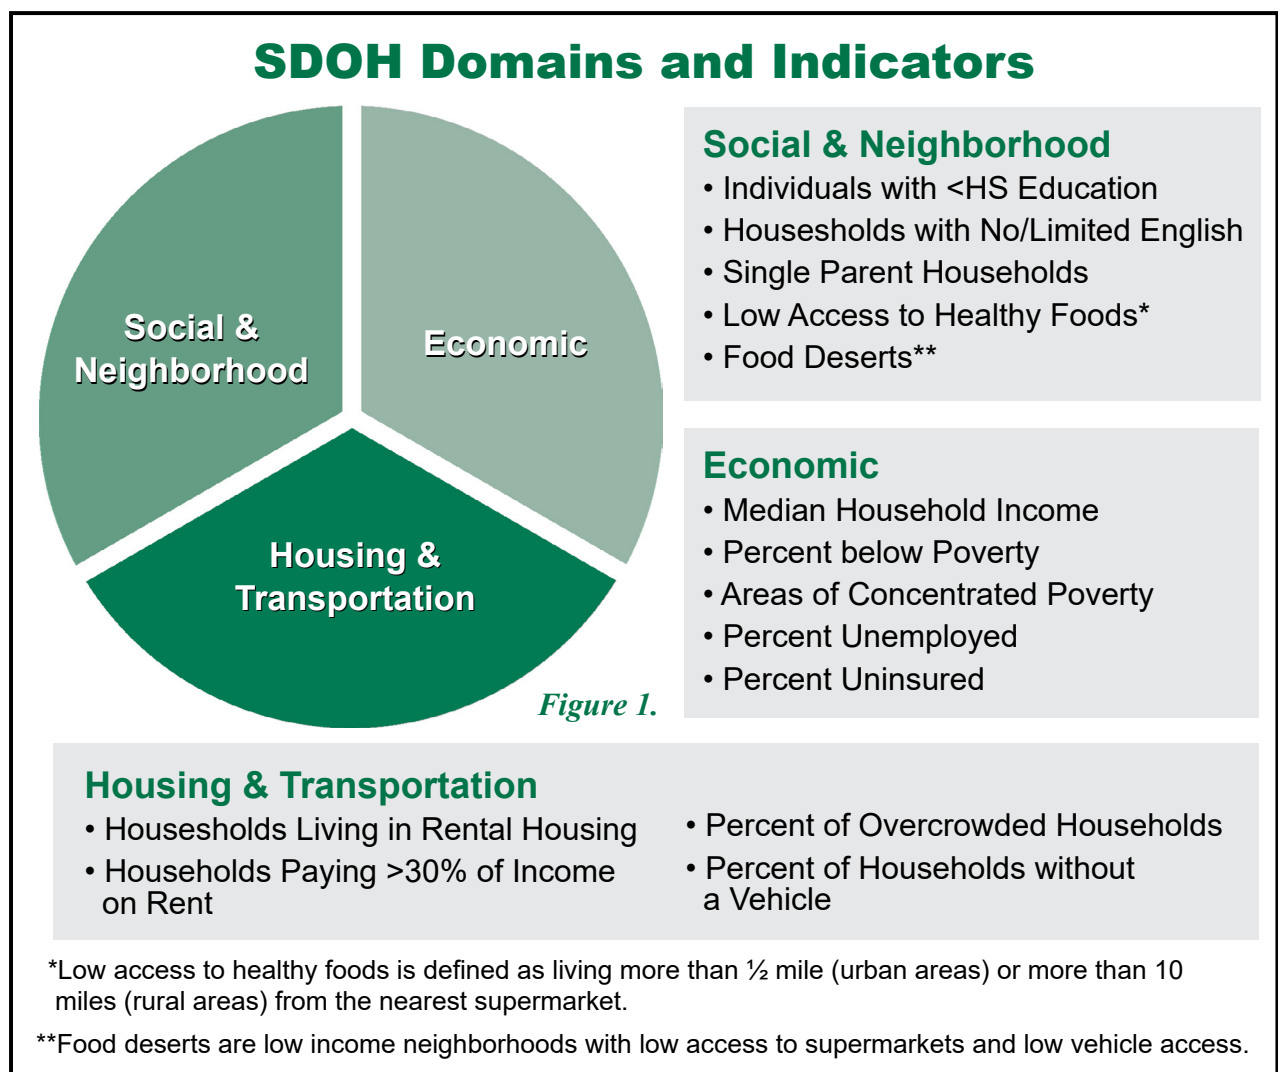 SDOH Domains and Indicators
Social &
Neighborhood
Economic
Housing &
Transportation
Figure 1.
Social & Neighborhood
• Individuals with <HS Education
• Housesholds with No/Limited English
• Single Parent Households
• Low Access to Healthy Foods*
• Food Deserts**
Economic
• Median Household Income
• Percent below Poverty
• Areas of Concentrated Poverty
• Percent Unemployed
• Percent Uninsured
Housing & Transportation
• Housesholds Living in Rental Housing
• Households Paying >30% of Income
on Rent
• Percent of Overcrowded Households
• Percent of Households without
a Vehicle
*Low access to healthy foods is defined as living more than ½ mile (urban areas) or more than 10
miles (rural areas) from the nearest supermarket.
**Food deserts are low income neighborhoods with low access to supermarkets and low vehicle access.